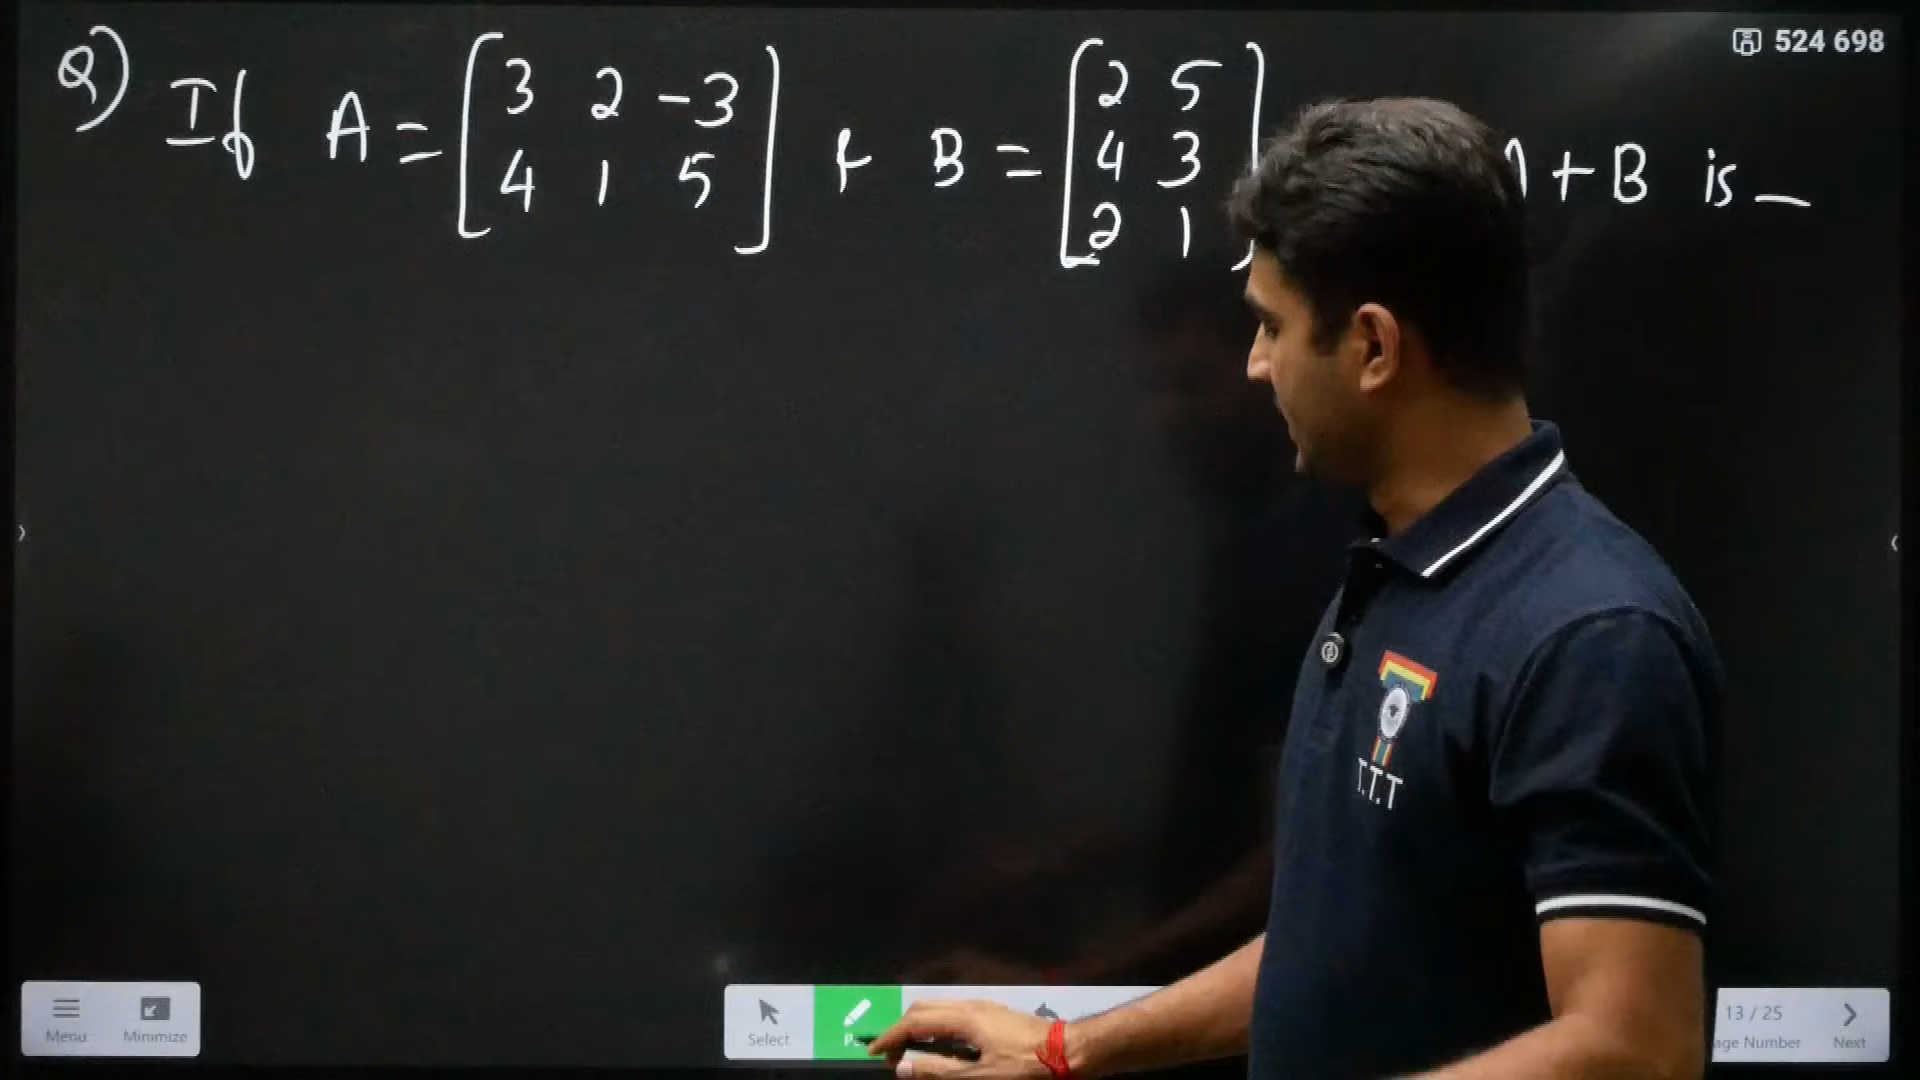 524 698
Q) If A = [3 2 -3 + B = [2 5 A + B is _
4 1 5] 4 3
2 1]
T.T.T
Menu Minimize Select 13 / 25 Next